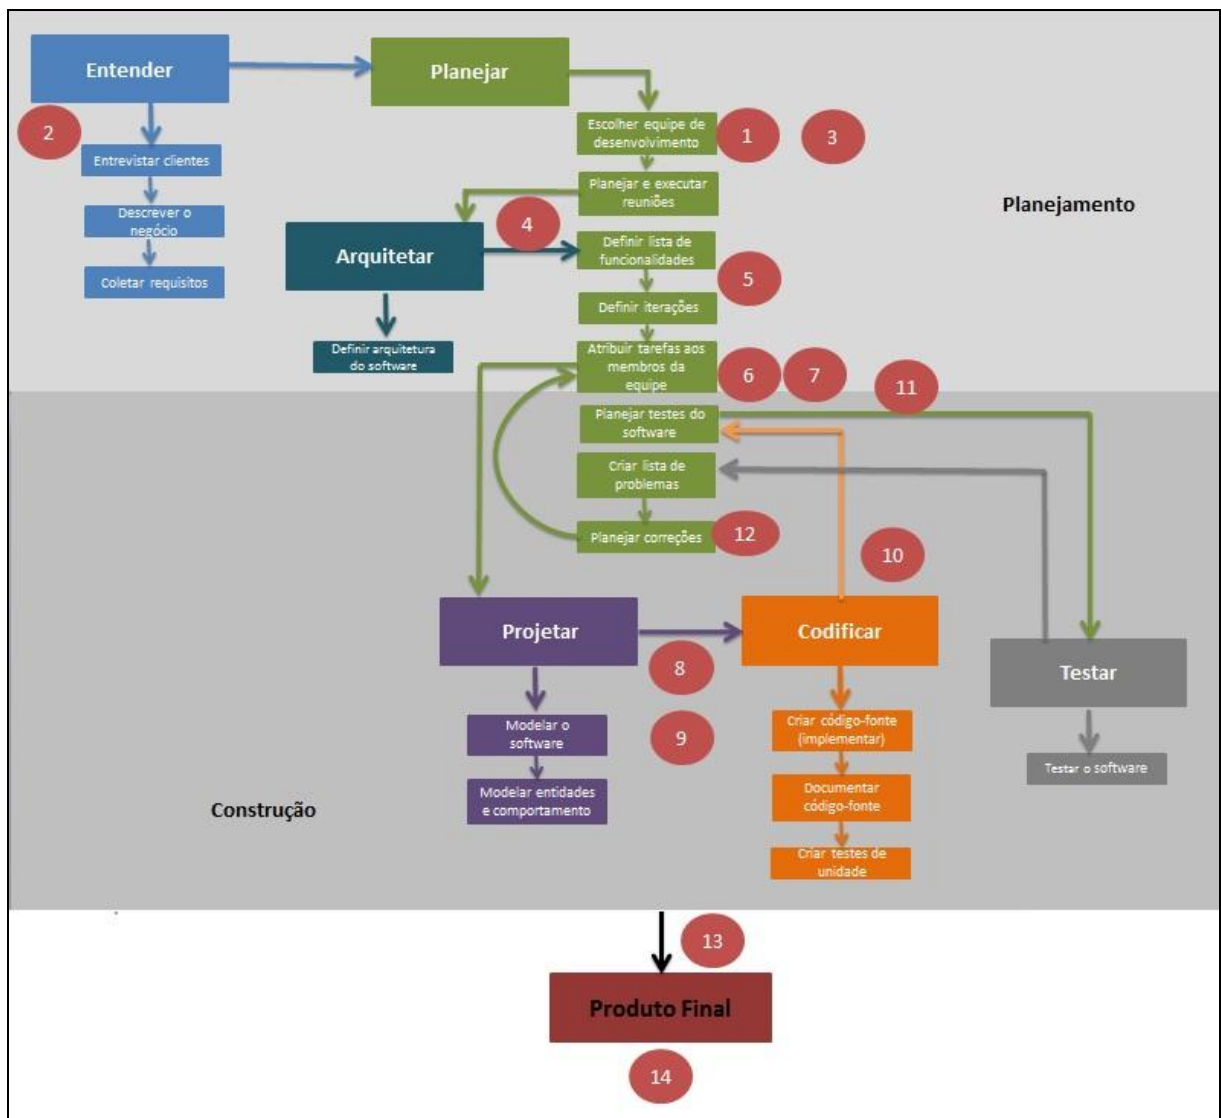 Entender
Planejar
2
Entrevistar clientes
Descrever o
negócio
Coletar requisitos
Escolher equipe de
desenvolvimento
1
3
Planejar e executar
reuniões
Planejamento
Arquitetar
4
Definir lista de
funcionalidades
5
Definir iterações
Definir arquitetura
do software
Atribuir tarefas aos
membros da
equipe
6
7
11
Planejar testes do
software
Criar lista de
problemas
Planejar correções
12
10
Projetar
8
Codificar
Testar
9
Modelar o
software
Modelar entidades
e comportamento
Criar código-fonte
(implementar)
Documentar
código-fonte
Criar testes de
unidade
Testar o software
Construção
13
Produto Final
14